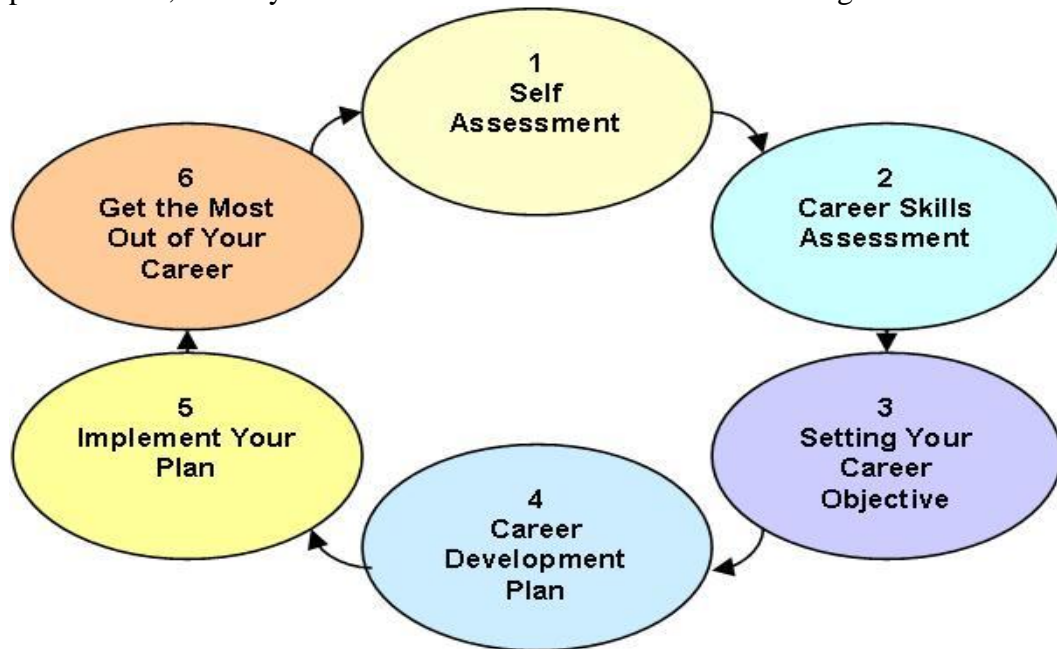 1
Self
Assessment
2
Career Skills
Assessment
3
Setting Your
Career
Objective
4
Career
Development
Plan
5
Implement Your
Plan
6
Get the Most
Out of Your
Career